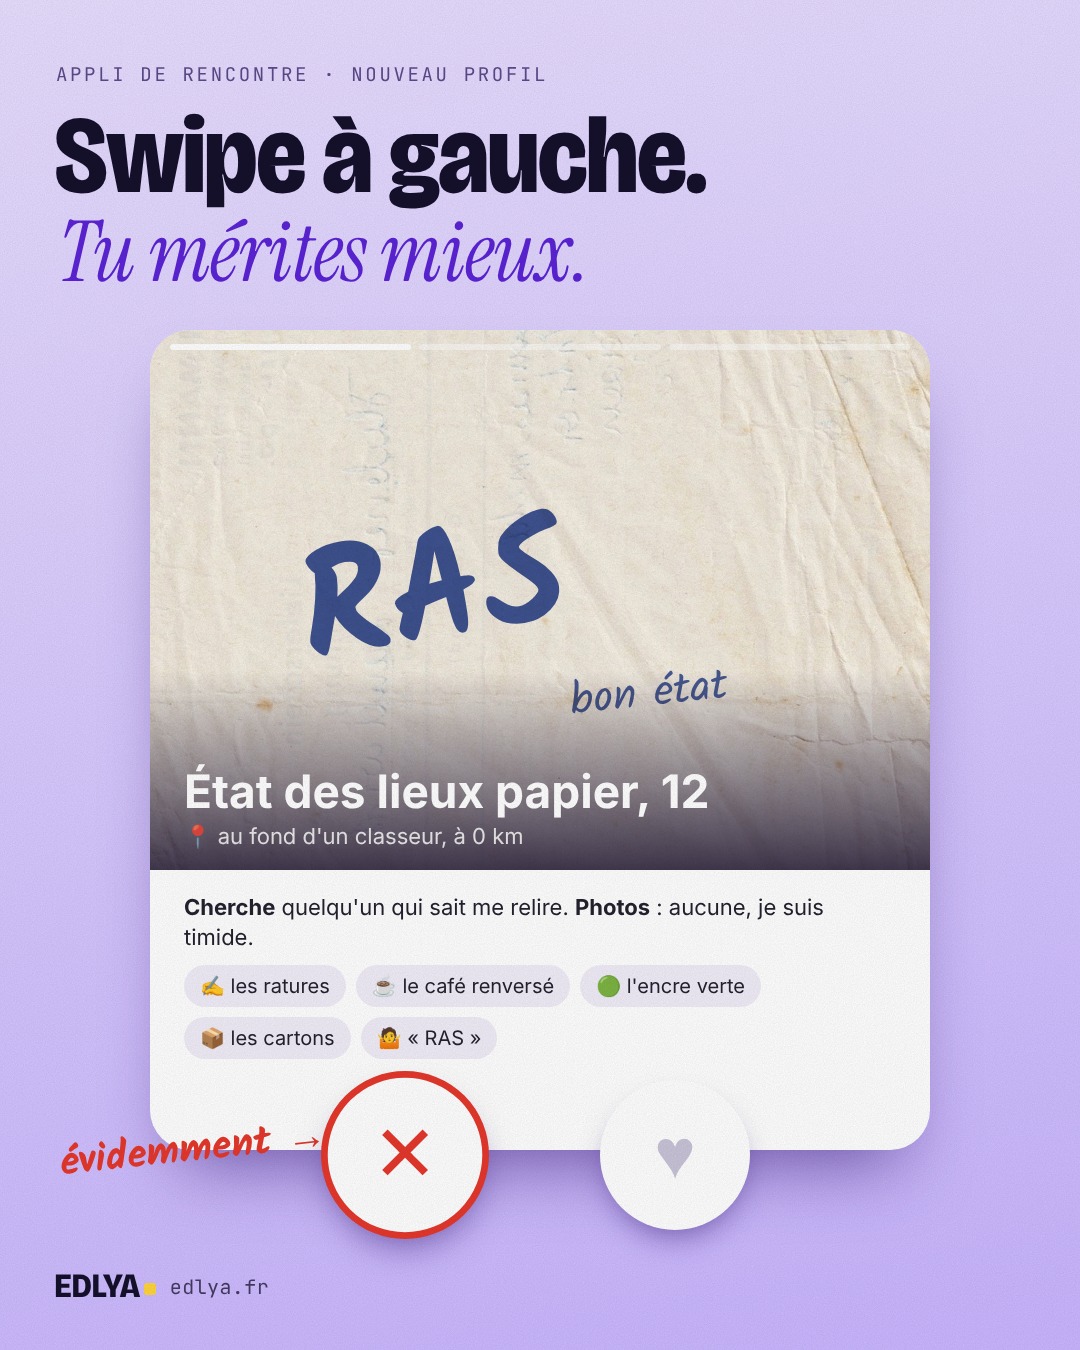 APPLI DE RENCONTRE · NOUVEAU PROFIL
Swipe à gauche.
Tu mérites mieux.
RAS
bon état
État des lieux papier, 12
📍 au fond d'un classeur, à 0 km
Cherche quelqu'un qui sait me relire. Photos : aucune, je suis
timide.
✍️ les ratures
☕ le café renversé
🟢 l'encre verte
📦 les cartons
🤷 « RAS »
évidemment →
✕
♥
EDLYA
edlya.fr